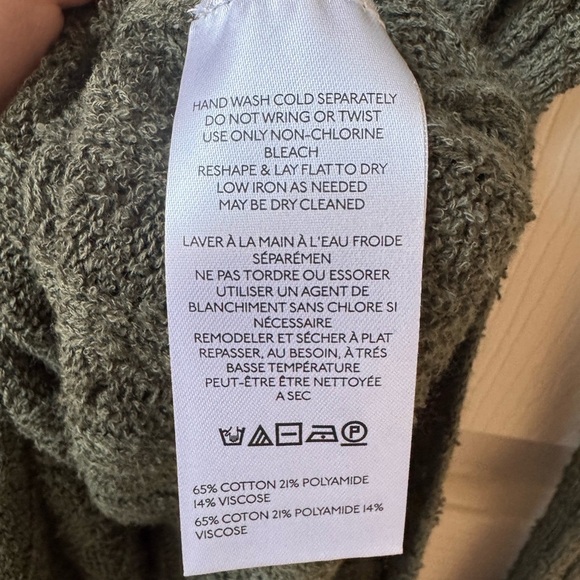 HAND WASH COLD SEPARATELY
DO NOT WRING OR TWIST
USE ONLY NON-CHLORINE
BLEACH
RESHAPE & LAY FLAT TO DRY
LOW IRON AS NEEDED
MAY BE DRY CLEANED
LAVER À LA MAIN À L'EAU FROIDE
SÉPARÉMEN
NE PAS TORDRE OU ESSORER
UTILISER UN AGENT DE
BLANCHIMENT SANS CHLORE SI
NÉCESSAIRE
REMODELER ET SÉCHER À PLAT
REPASSER, AU BESOIN, À TRÉS
BASSE TEMPÉRATURE
PEUT-ÊTRE ÊTRE NETTOYÉE
A SEC
P
65% COTTON 21% POLYAMIDE
14% VISCOSE
65% COTON 21% POLYAMIDE 14%
VISCOSE